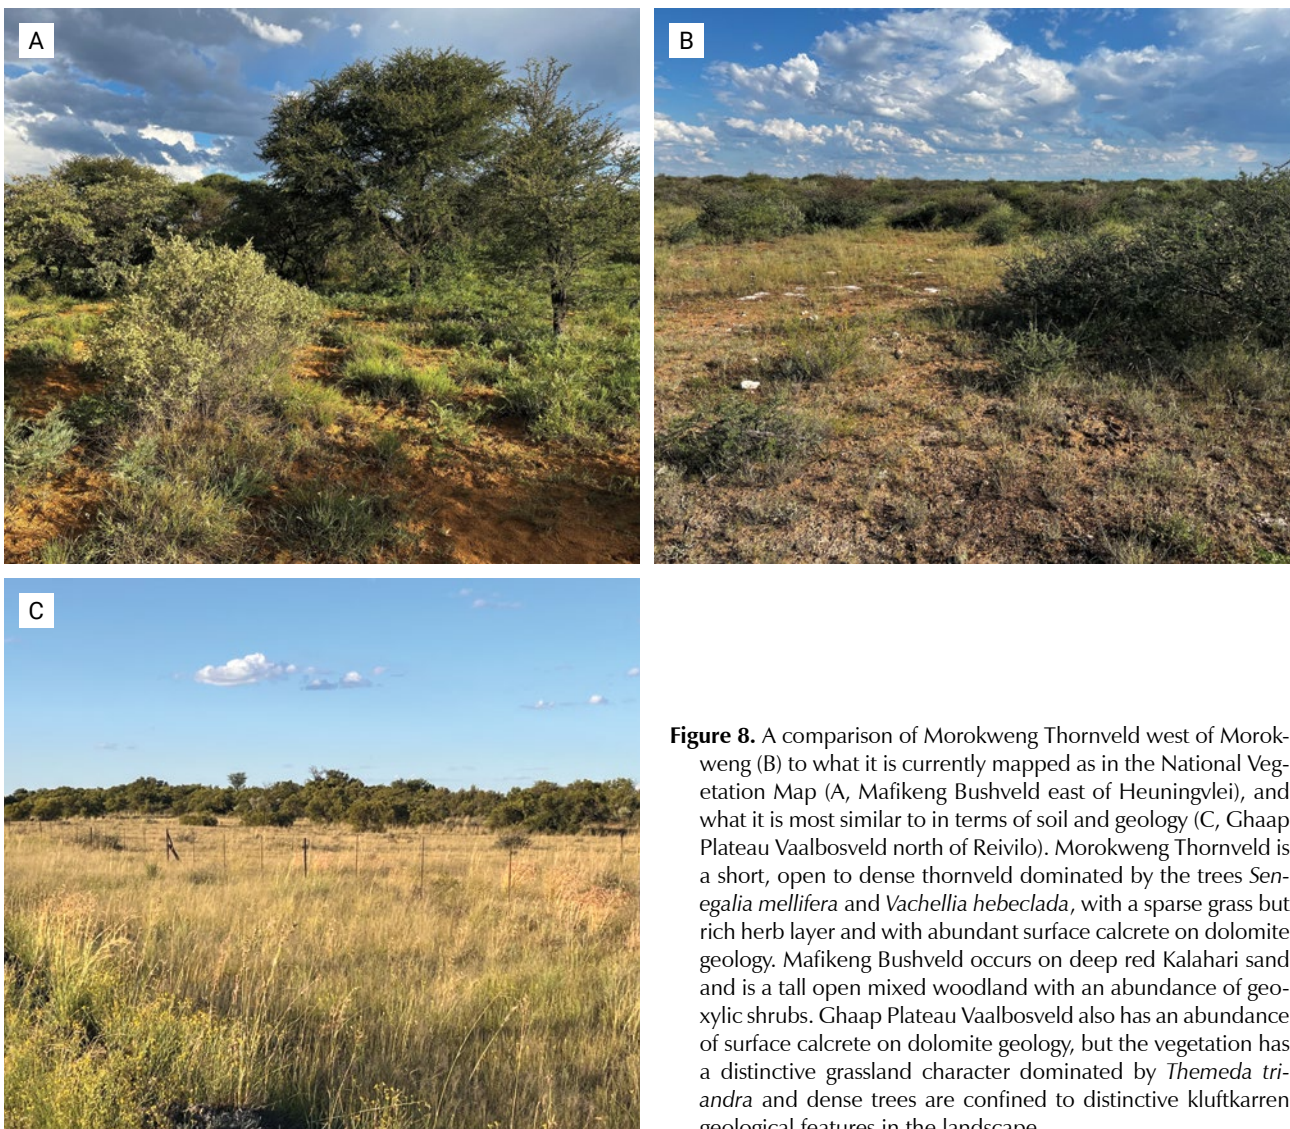 A
B
C
Figure 8. A comparison of Morokweng Thornveld west of Morok-
weng (B) to what it is currently mapped as in the National Veg-
etation Map (A, Mafikeng Bushveld east of Heuningvlei), and
what it is most similar to in terms of soil and geology (C, Ghaap
Plateau Vaalbosveld north of Reivilo). Morokweng Thornveld is
a short, open to dense thornveld dominated by the trees Sen-
egalia mellifera and Vachellia hebeclada, with a sparse grass but
rich herb layer and with abundant surface calcrete on dolomite
geology. Mafikeng Bushveld occurs on deep red Kalahari sand
and is a tall open mixed woodland with an abundance of geo-
xylic shrubs. Ghaap Plateau Vaalbosveld also has an abundance
of surface calcrete on dolomite geology, but the vegetation has
a distinctive grassland character dominated by Themeda tri-
andra and dense trees are confined to distinctive kluftkarren
geological features in the landscape.